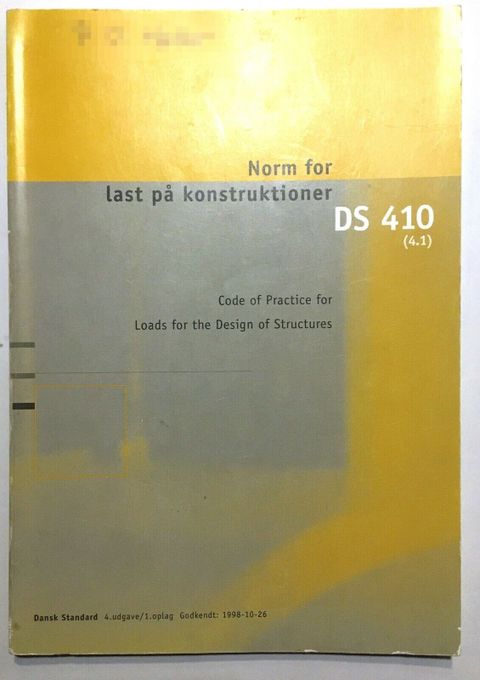 Norm for
last på konstruktioner
DS 410
(4.1)
Code of Practice for
Loads for the Design of Structures
Dansk Standard 4.udgave/1.oplag Godkendt: 1998-10-26